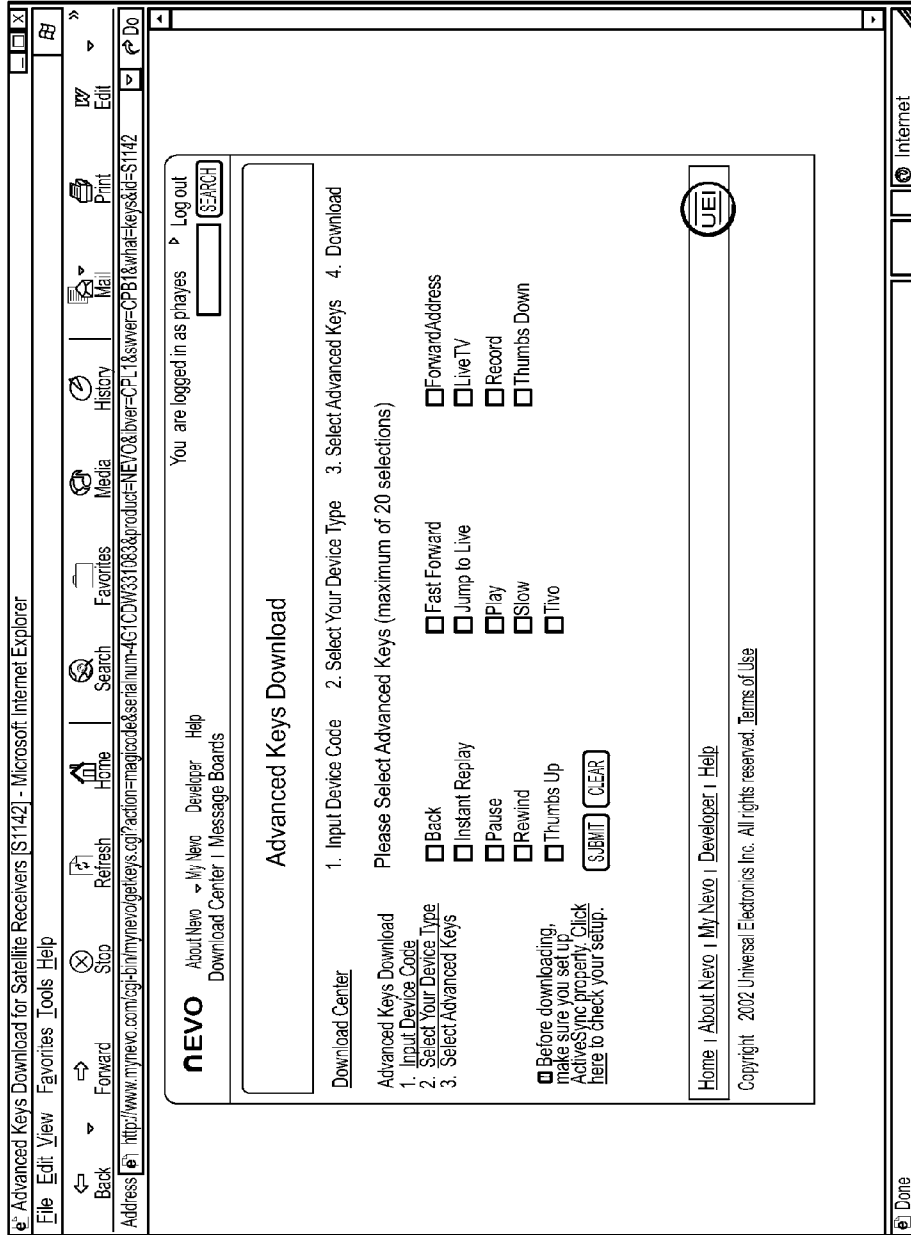 Advanced Keys Download for Satellite Receivers [S1142] - Microsoft Internet Explorer
File Edit View Favorites Tools Help
Back Forward Stop Refresh Home Search Favorites Media History Mail Print Edit
Address http://www.mynevo.com/cgi-bin/mynevo/getkeys.cgi?action=magicode&serialnum-4G1CDW331083&product=NEVO&ibver=CPL1&swver=CPB1&what=keys&id=S1142 Do
nevo About Nevo My Nevo Developer Help You are logged in as phayes Log out
Download Center | Message Boards SEARCH
Advanced Keys Download
Download Center 1. Input Device Code 2. Select Your Device Type 3. Select Advanced Keys 4. Download
Advanced Keys Download
1. Input Device Code
2. Select Your Device Type
3. Select Advanced Keys
Please Select Advanced Keys (maximum of 20 selections)
Back Fast Forward ForwardAddress
Instant Replay Jump to Live LiveTV
Pause Play Record
Rewind Slow Thumbs Down
Thumbs Up Tivo
SUBMIT CLEAR
Before downloading,
make sure you set up
ActiveSync properly. Click
here to check your setup.
Home | About Nevo | My Nevo | Developer | Help UEI
Copyright 2002 Universal Electronics Inc. All rights reserved. Terms of Use
Done Internet